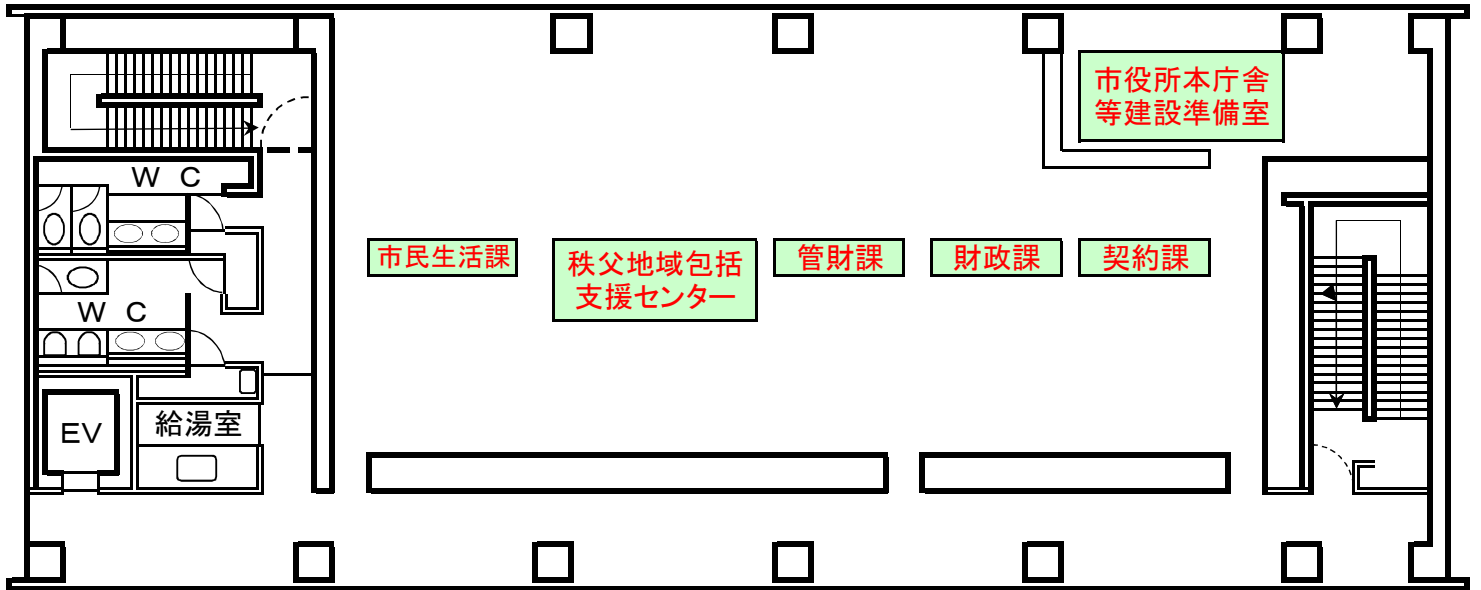 市役所本庁舎
等建設準備室
ＷＣ
市民生活課
秩父地域包括
支援センター
管財課
財政課
契約課
ＷＣ
給湯室
ＥＶ